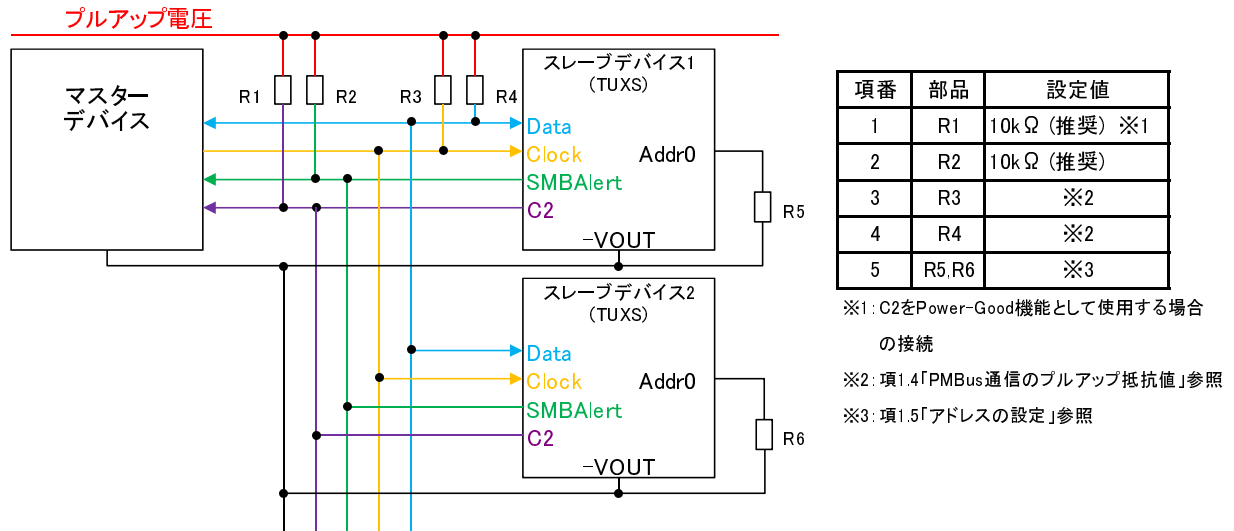 プルアップ電圧
マスター
デバイス
R1
R2
R3
R4
スレーブデバイス1
(TUXS)
Data
Clock
SMBAlert
C2
Addr0
-VOUT
R5
スレーブデバイス2
(TUXS)
Data
Clock
SMBAlert
C2
Addr0
-VOUT
R6
項番 部品 設定値
1 R1 10kΩ (推奨) ※1
2 R2 10kΩ (推奨)
3 R3 ※2
4 R4 ※2
5 R5,R6 ※3
※1:C2をPower-Good機能として使用する場合
の接続
※2:項1.4「PMBus通信のプルアップ抵抗値」参照
※3:項1.5「アドレスの設定」参照